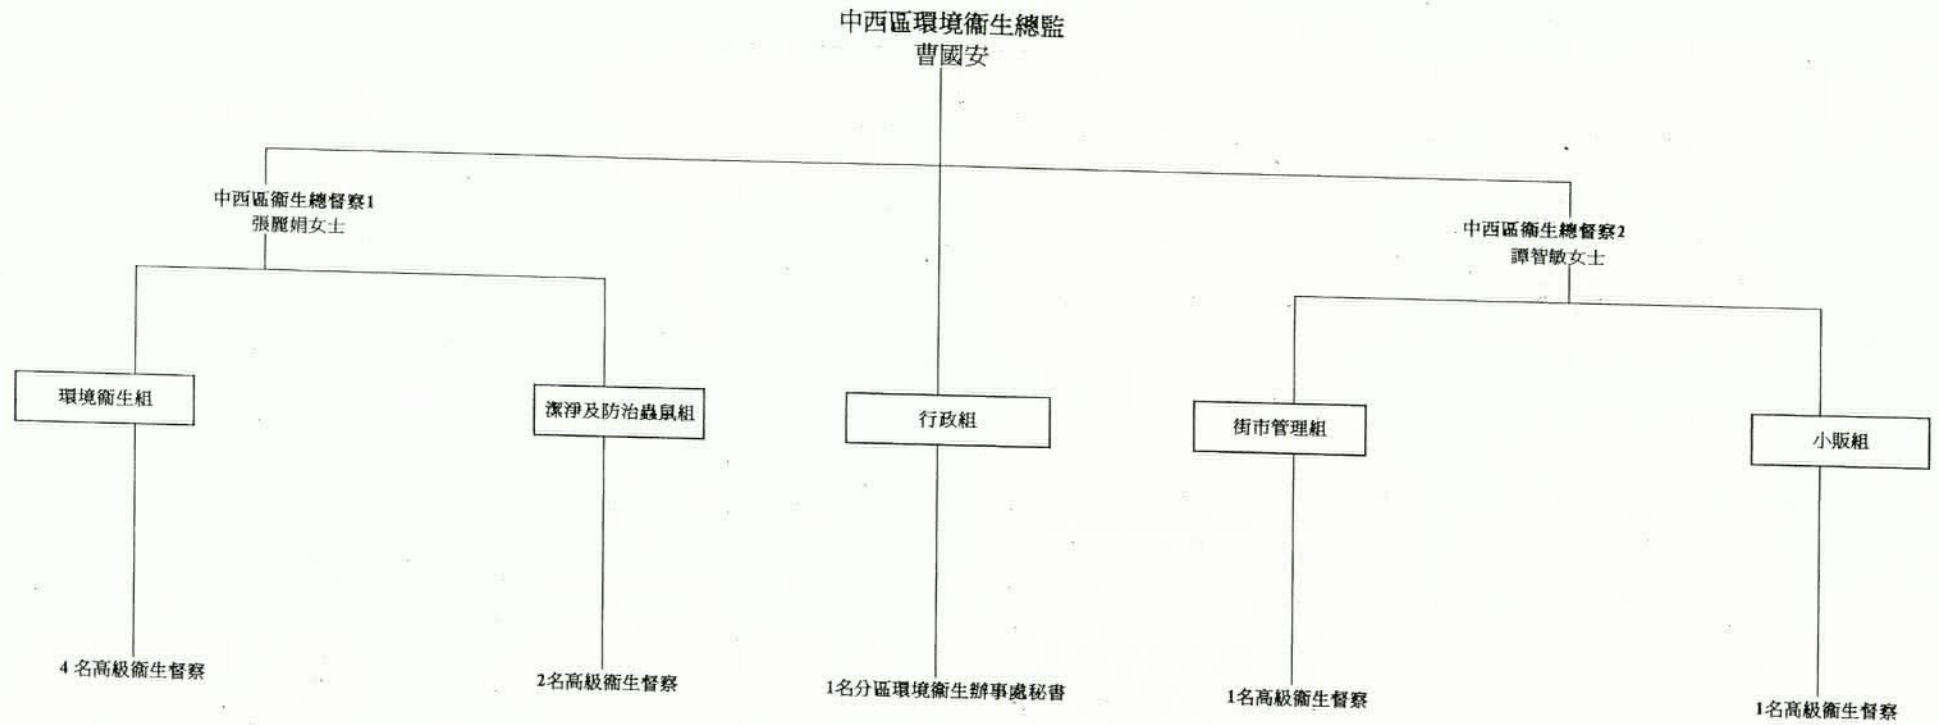 中西區環境衞生總監
曹國安
中西區衞生總督察1
張麗娟女士
中西區衞生總督察2
譚智敏女士
環境衞生組
潔淨及防治蟲鼠組
行政組
街市管理組
小販組
4 名高級衞生督察
2名高級衞生督察
1名分區環境衞生辦事處秘書
1名高級衞生督察
1名高級衞生督察